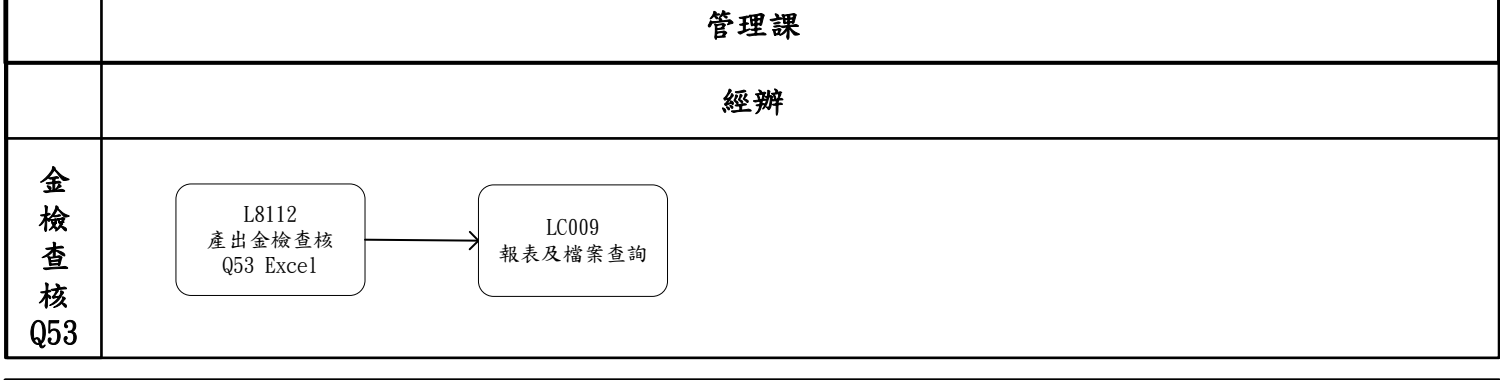 管理課
經辦
金
檢
查
核
Q53
L8112
產出金檢查核
Q53 Excel
LC009
報表及檔案查詢